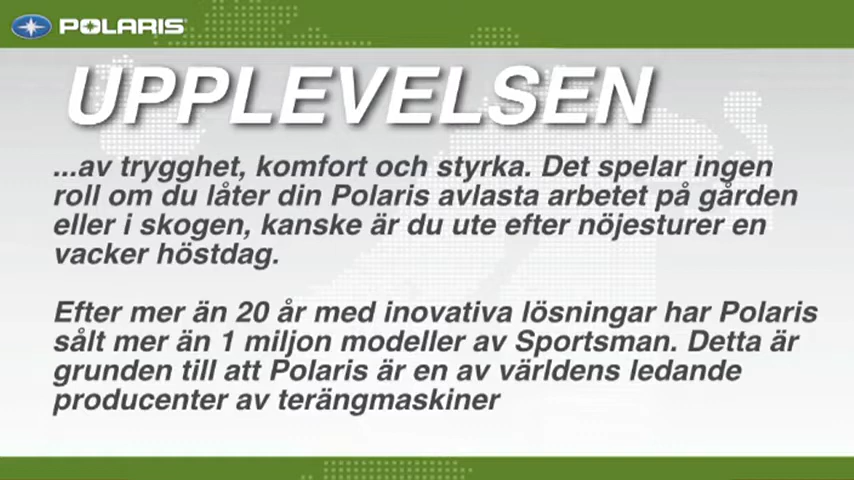 POLARIS
UPPLEVELSEN
...av trygghet, komfort och styrka. Det spelar ingen
roll om du låter din Polaris avlasta arbetet på gården
eller i skogen, kanske är du ute efter nöjesturer en
vacker höstdag.
Efter mer än 20 år med inovativa lösningar har Polaris
sålt mer än 1 miljon modeller av Sportsman. Detta är
grunden till att Polaris är en av världens ledande
producenter av terängmaskiner